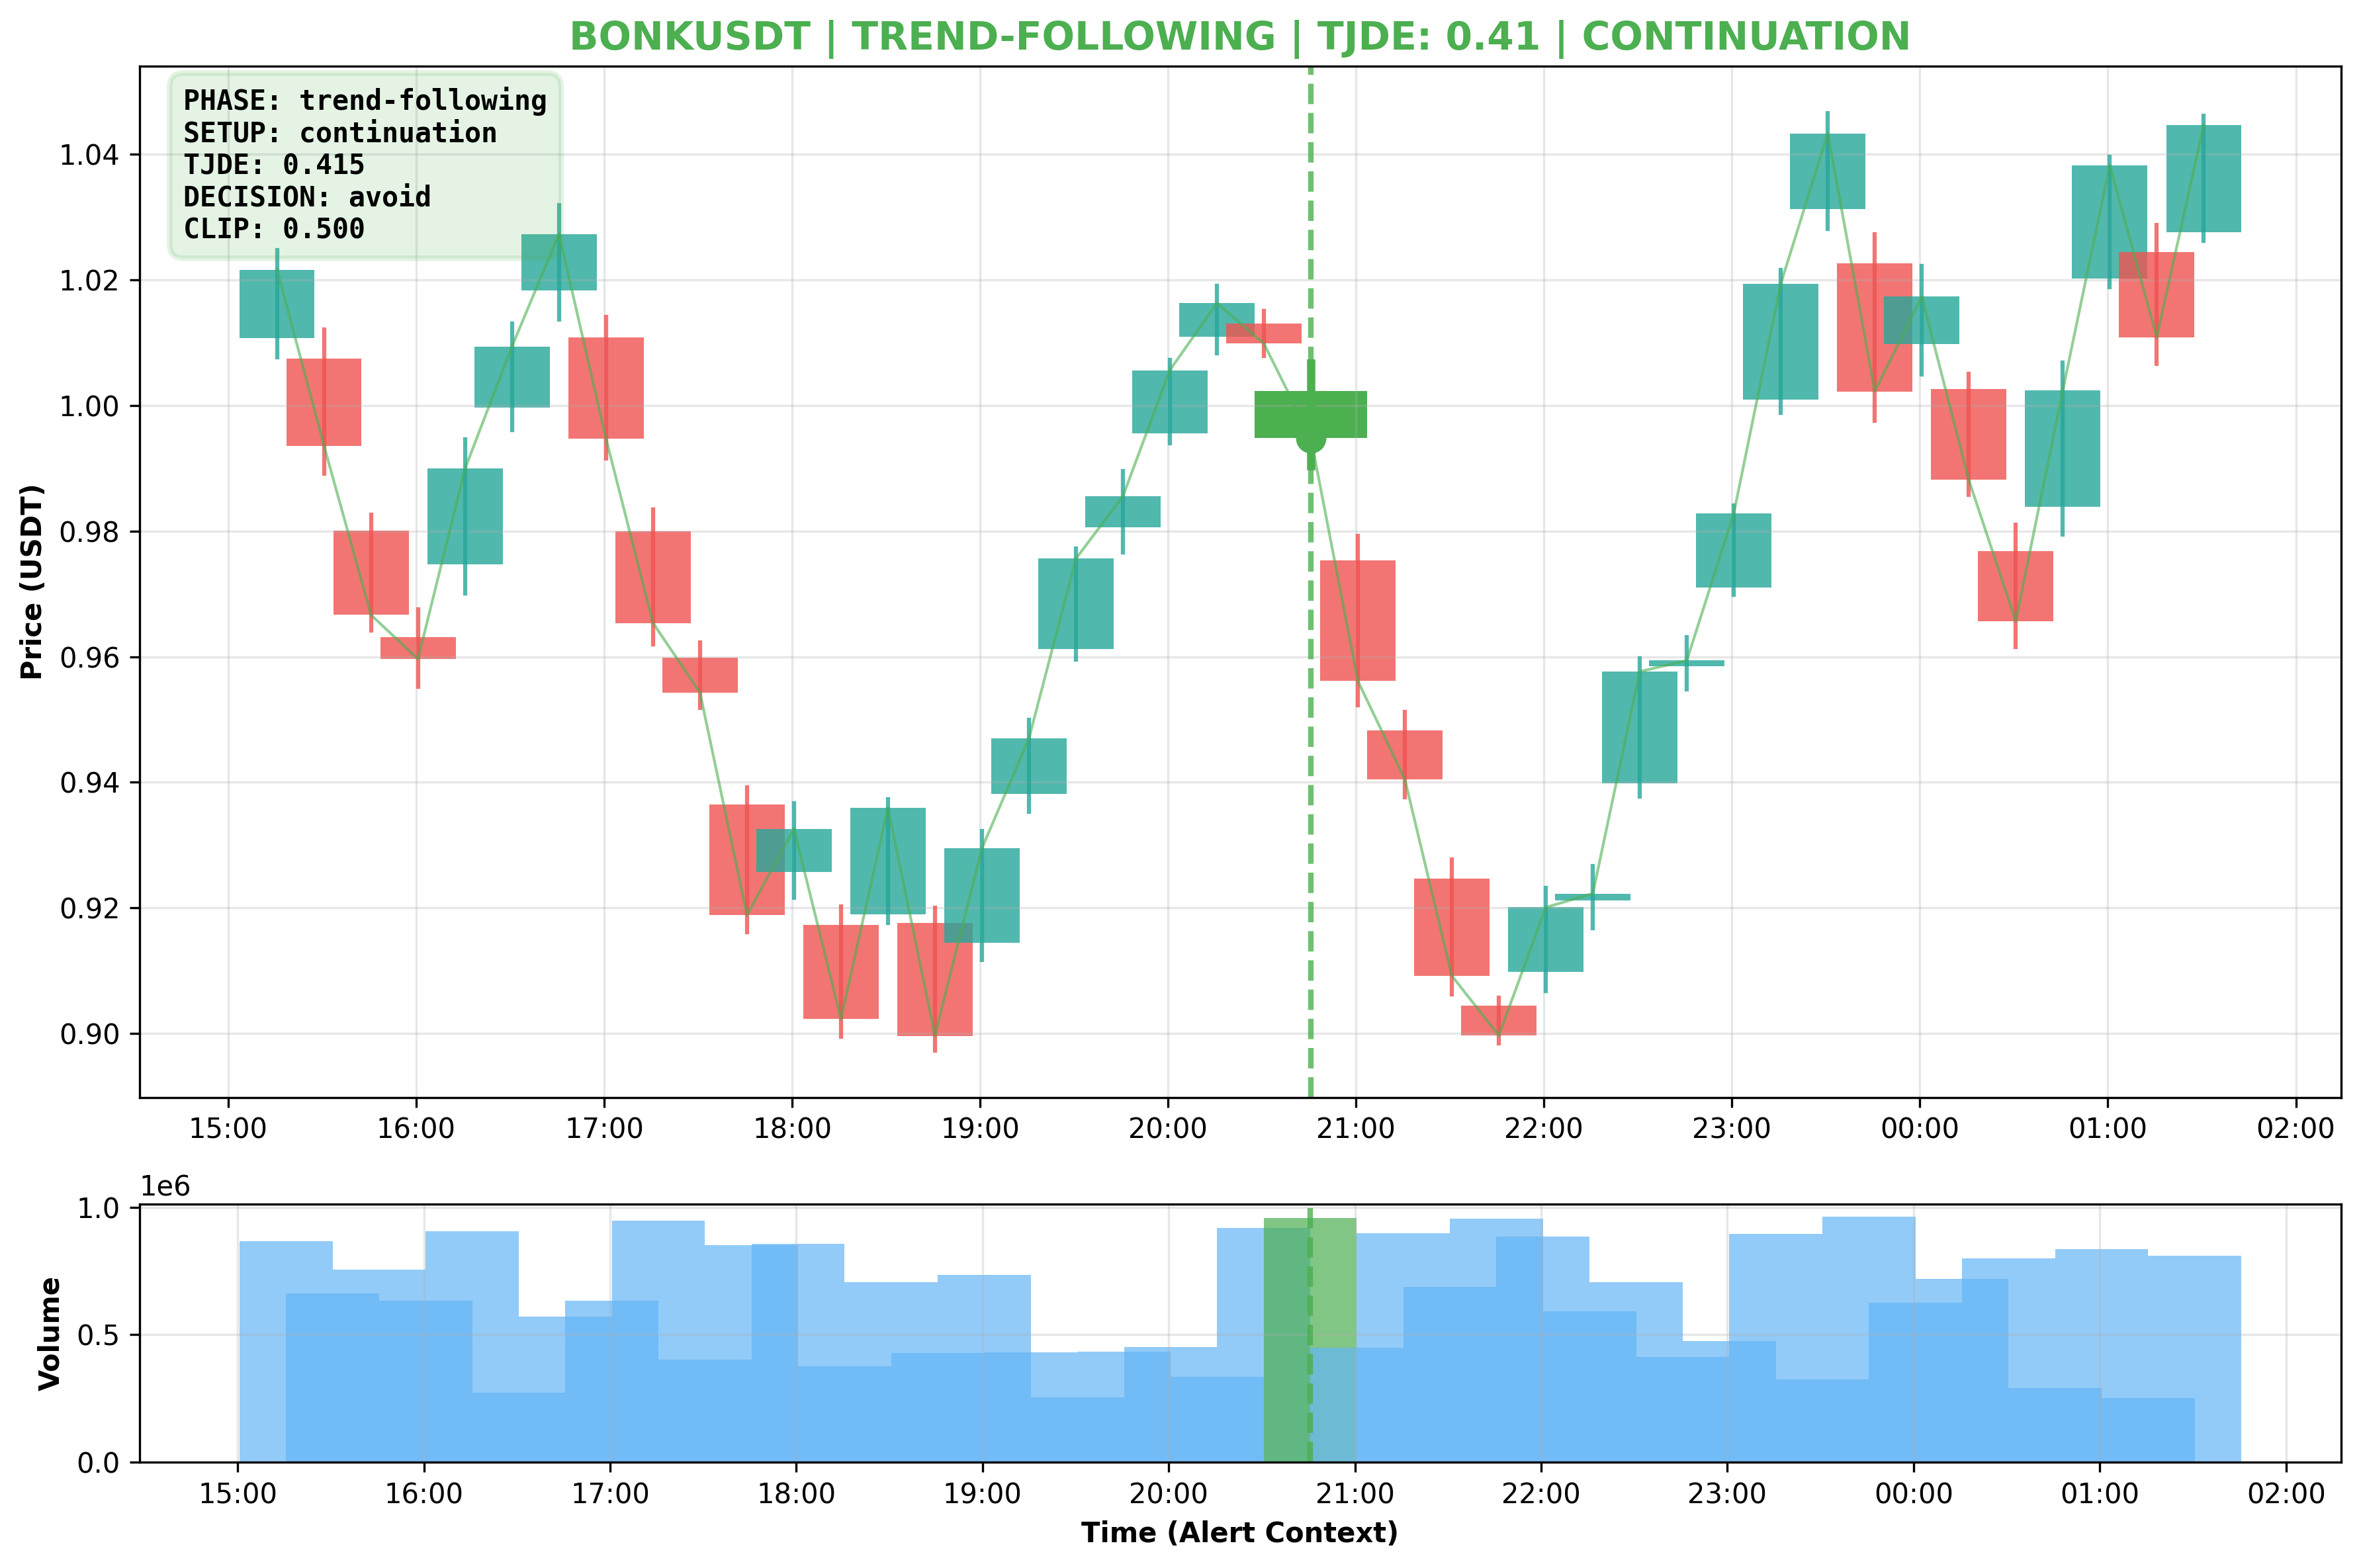 BONKUSDT | TREND-FOLLOWING | TJDE: 0.41 | CONTINUATION
PHASE: trend-following
SETUP: continuation
TJDE: 0.415
DECISION: avoid
CLIP: 0.500
Price (USDT)
1.04
1.02
1.00
0.98
0.96
0.94
0.92
0.90
15:00 16:00 17:00 18:00 19:00 20:00 21:00 22:00 23:00 00:00 01:00 02:00
1e6
Volume
1.0
0.5
0.0
15:00 16:00 17:00 18:00 19:00 20:00 21:00 22:00 23:00 00:00 01:00 02:00
Time (Alert Context)